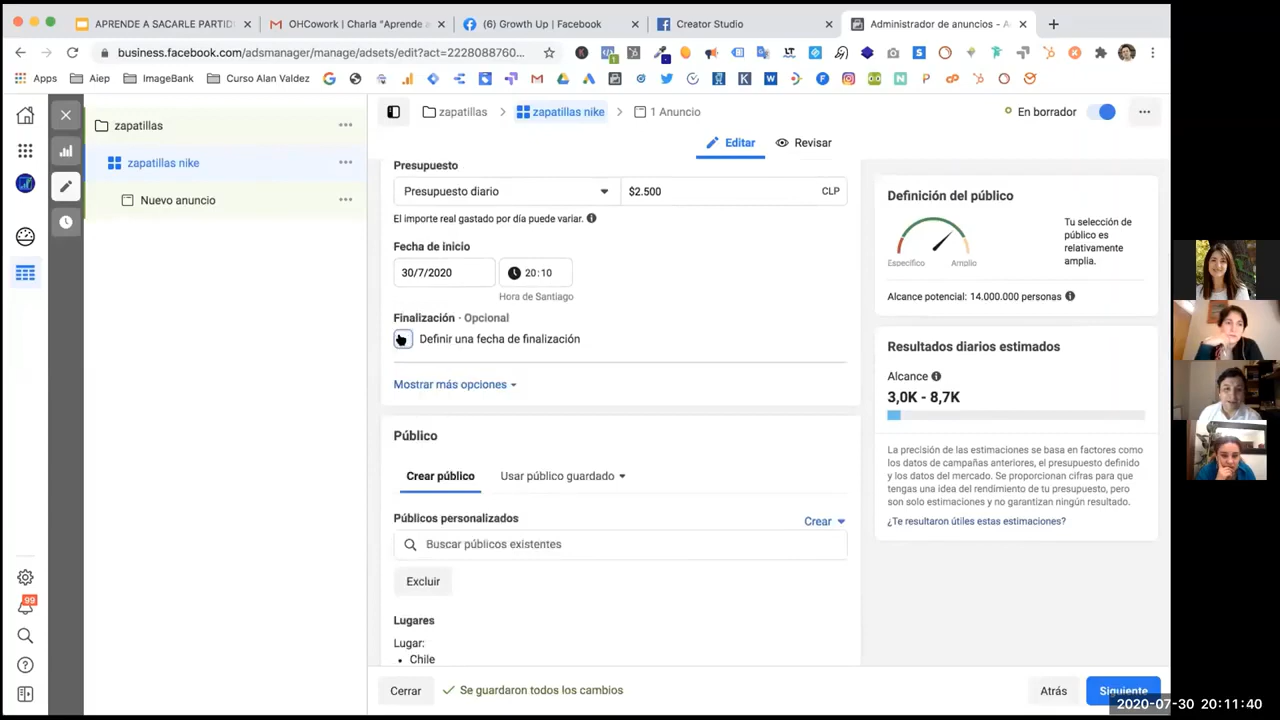 APRENDE A SACARLE PARTID
OHCowork | Charla "Aprende a
(6) Growth Up | Facebook
Creator Studio
Administrador de anuncios - A
business.facebook.com/adsmanager/manage/adsets/edit?act=2228088760...
Apps
Aiep
ImageBank
Curso Alan Valdez
zapatillas
zapatillas nike
Nuevo anuncio
zapatillas
zapatillas nike
1 Anuncio
En borrador
Editar
Revisar
Presupuesto
Presupuesto diario
$2.500
CLP
El importe real gastado por día puede variar.
Fecha de inicio
30/7/2020
20:10
Hora de Santiago
Finalización · Opcional
Definir una fecha de finalización
Mostrar más opciones
Público
Crear público
Usar público guardado
Públicos personalizados
Crear
Buscar públicos existentes
Excluir
Lugares
Lugar:
• Chile
Definición del público
Específico
Amplio
Tu selección de
público es
relativamente
amplia.
Alcance potencial: 14.000.000 personas
Resultados diarios estimados
Alcance
3,0K - 8,7K
La precisión de las estimaciones se basa en factores como
los datos de campañas anteriores, el presupuesto definido
y los datos del mercado. Se proporcionan cifras para que
tengas una idea del rendimiento de tu presupuesto, pero
son solo estimaciones y no garantizan ningún resultado.
¿Te resultaron útiles estas estimaciones?
99
Cerrar
Se guardaron todos los cambios
Atrás
Siguiente
2020-07-30 20:11:40